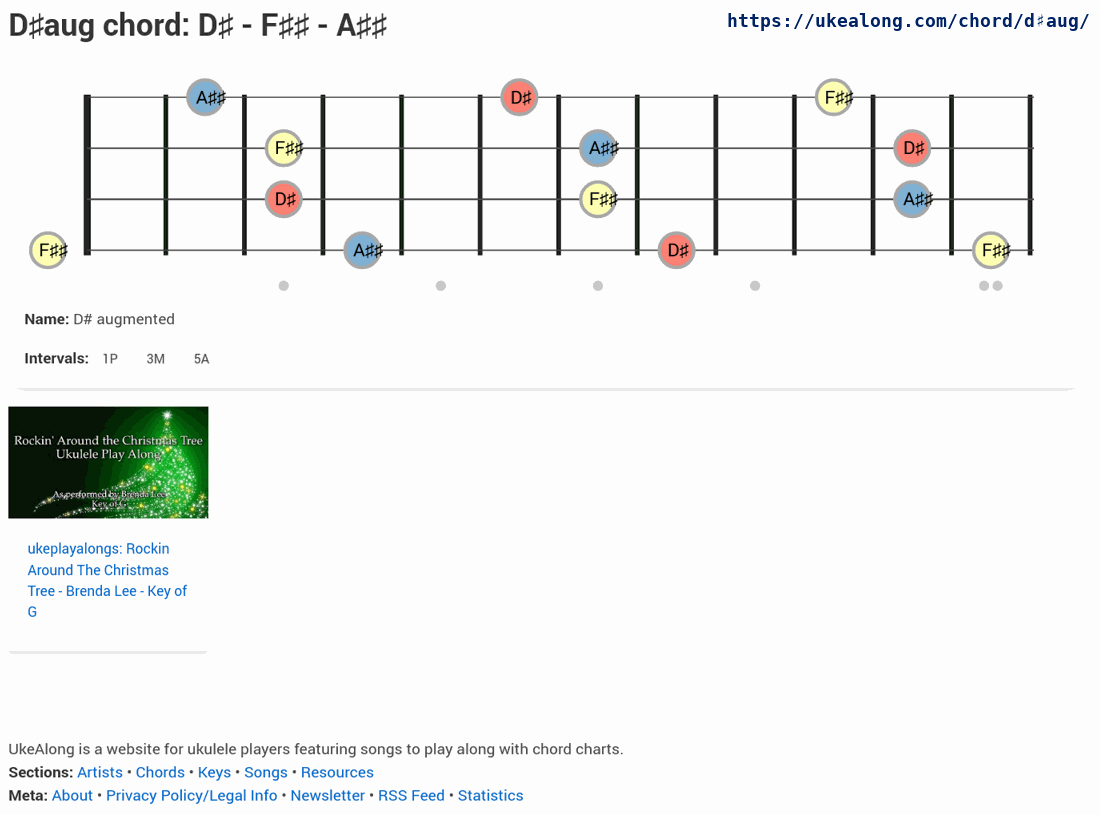 D♯aug chord: D♯ - F♯♯ - A♯♯
https://ukealong.com/chord/d♯aug/
A♯♯ D♯ F♯♯
F♯♯ A♯♯ D♯
D♯ F♯♯ A♯♯
F♯♯ A♯♯ D♯ F♯♯
Name: D# augmented
Intervals: 1P 3M 5A
Rockin' Around the Christmas Tree
Ukulele Play Along
As performed by Brenda Lee
Key of G
ukeplayalongs: Rockin
Around The Christmas
Tree - Brenda Lee - Key of
G
UkeAlong is a website for ukulele players featuring songs to play along with chord charts.
Sections: Artists • Chords • Keys • Songs • Resources
Meta: About • Privacy Policy/Legal Info • Newsletter • RSS Feed • Statistics